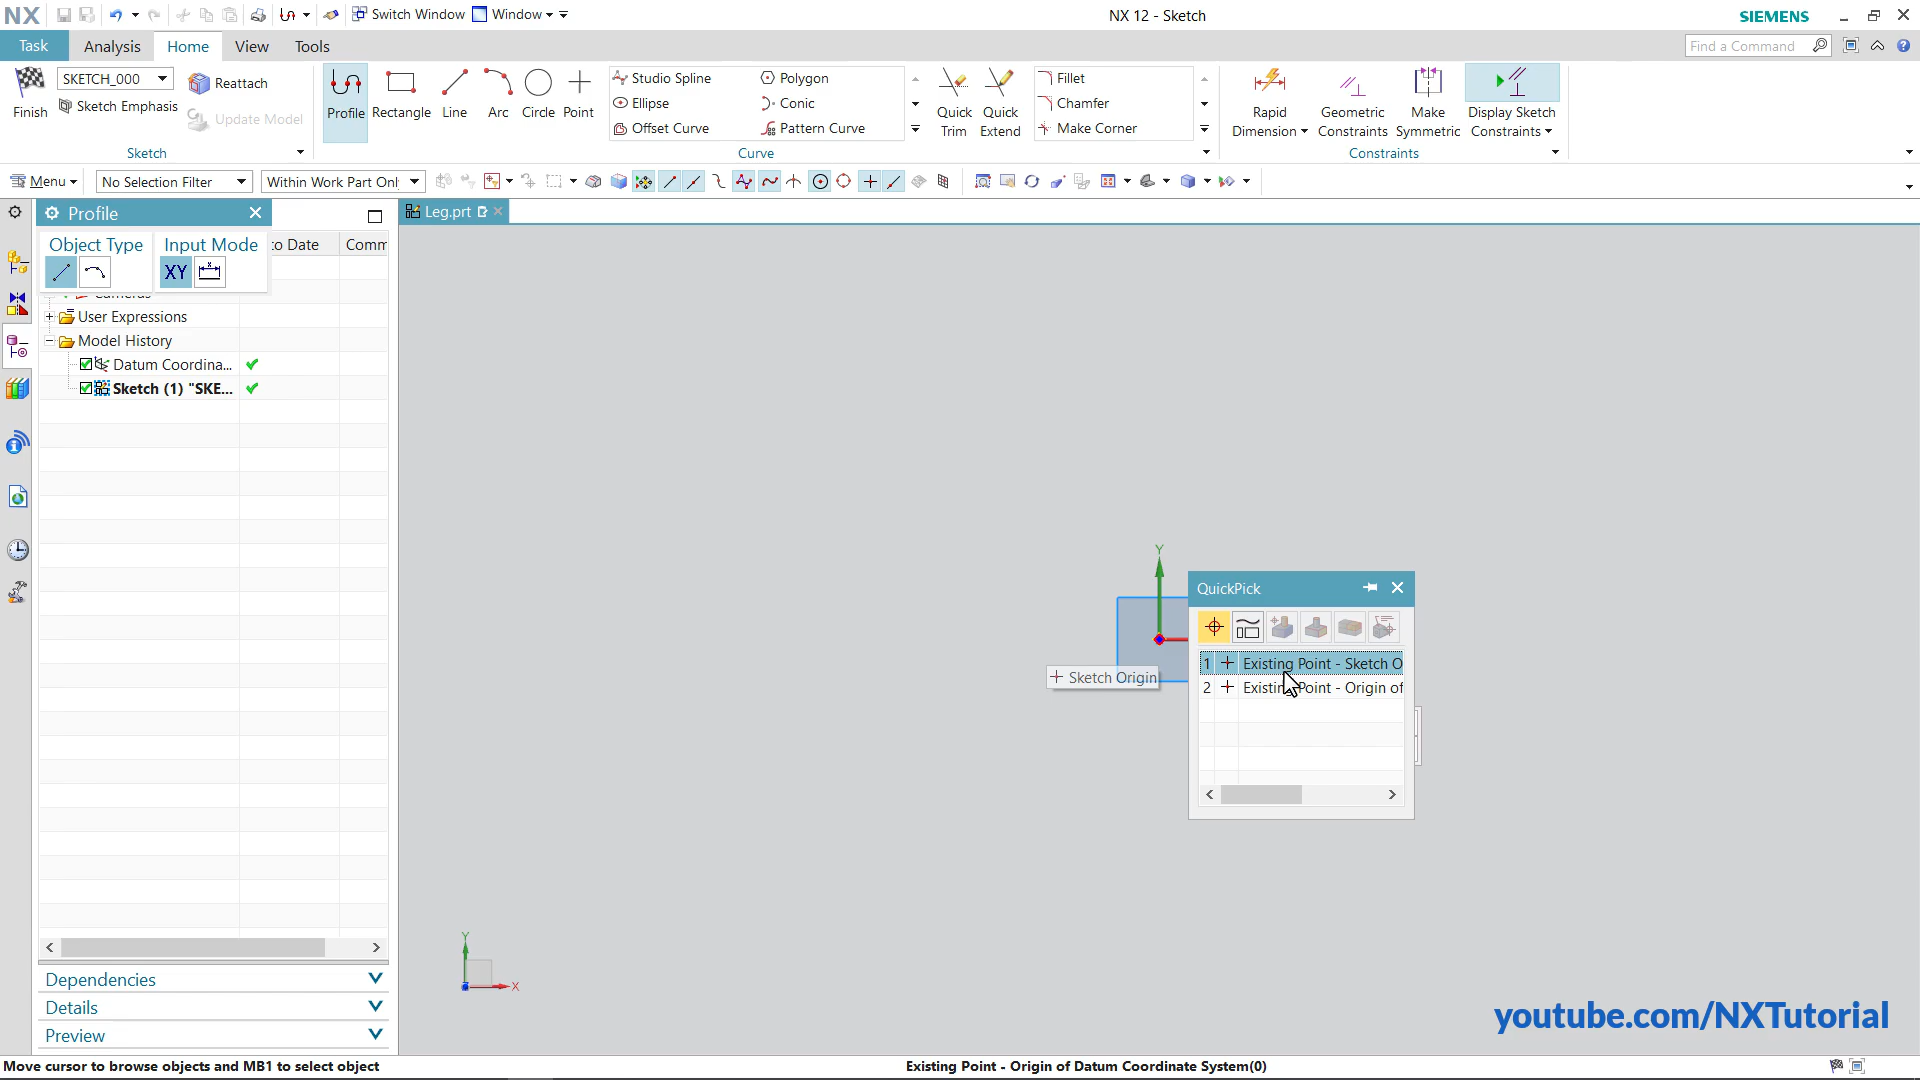 NX
Switch Window
Window
NX 12 - Sketch
SIEMENS
Task
Analysis
Home
View
Tools
Find a Command
SKETCH_000
Reattach
Finish
Sketch Emphasis
Update Model
Sketch
Profile
Rectangle
Line
Arc
Circle
Point
Studio Spline
Polygon
Ellipse
Conic
Offset Curve
Pattern Curve
Curve
Quick Trim
Quick Extend
Fillet
Chamfer
Make Corner
Rapid Dimension
Geometric Constraints
Make Symmetric
Display Sketch Constraints
Constraints
Menu
No Selection Filter
Within Work Part Onl
Profile
Leg.prt
Object Type
Input Mode
to Date
Comm
XY
User Expressions
Model History
Datum Coordina...
Sketch (1) "SKE...
Y
QuickPick
1 Existing Point - Sketch O
2 Existing Point - Origin of
Sketch Origin
Y
X
Dependencies
Details
Preview
youtube.com/NXTutorial
Move cursor to browse objects and MB1 to select object
Existing Point - Origin of Datum Coordinate System(0)